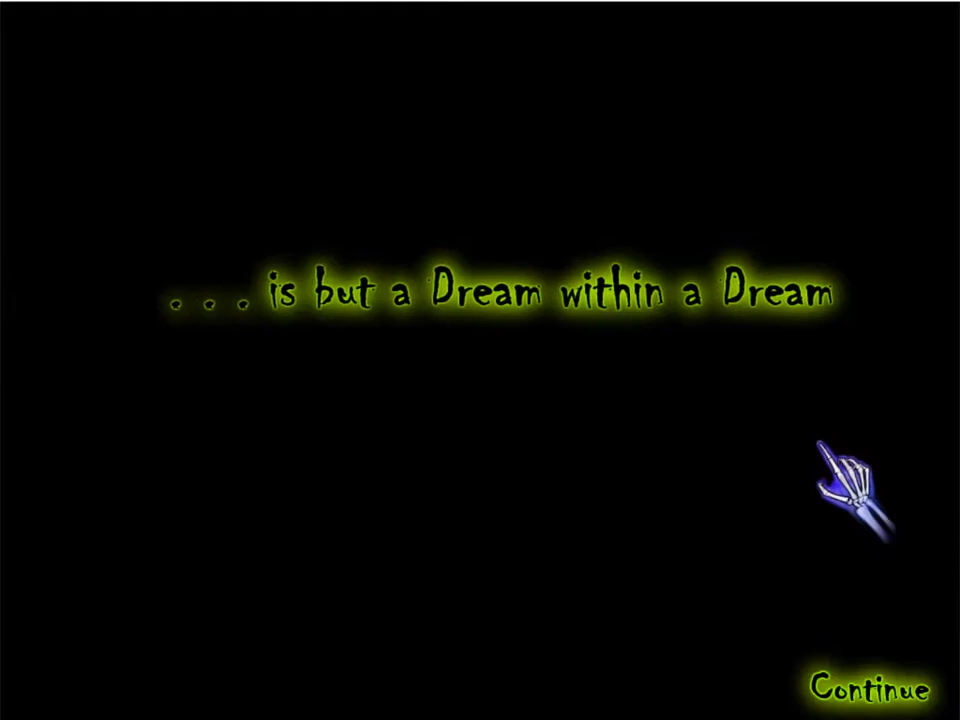 . . . is but a Dream within a Dream
Continue